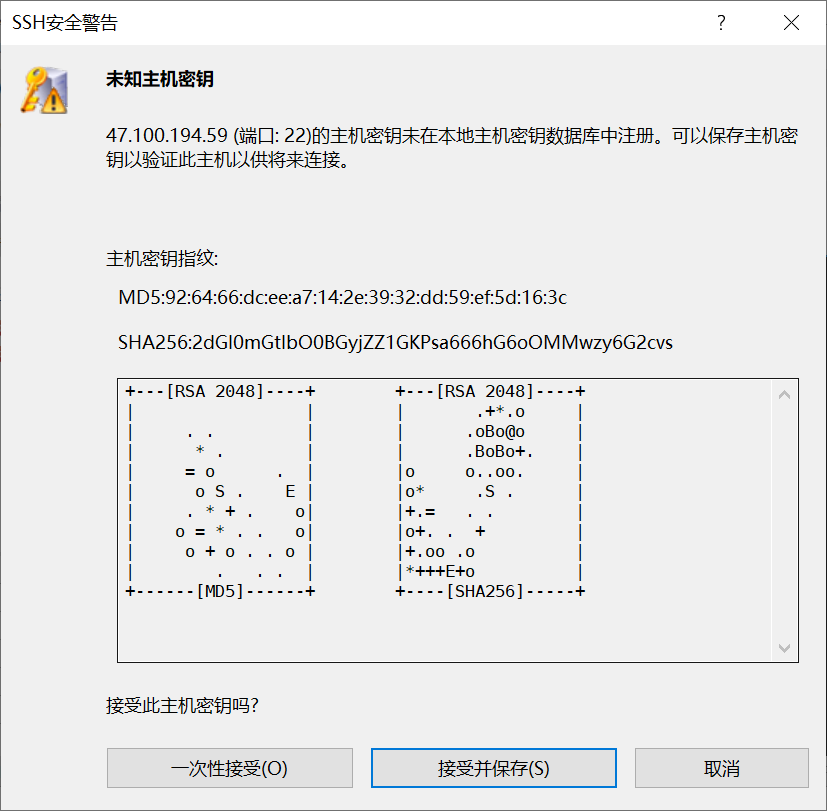 SSH安全警告
?
未知主机密钥
47.100.194.59 (端口: 22)的主机密钥未在本地主机密钥数据库中注册。可以保存主机密
钥以验证此主机以供将来连接。
主机密钥指纹:
MD5:92:64:66:dc:ee:a7:14:2e:39:32:dd:59:ef:5d:16:3c
SHA256:2dGl0mGtIbO0BGyjZZ1GKPsa666hG6oOMMwzy6G2cvs
+---[RSA 2048]----+        +---[RSA 2048]----+
|                 |        |       .+*.o     |
|     . .         |        |      .oBo@o     |
|      * .        |        |      .BoBo+.    |
|     = o      .  |        |o     o..oo.     |
|      o S .    E |        |o*     .S .      |
|     . * + .    o|        |+.=   . .        |
|    o = * . .   o|        |o+. .  +         |
|     o + o . . o |        |+.oo .o          |
|        .   . .  |        |*+++E+o          |
+------[MD5]------+        +----[SHA256]-----+
接受此主机密钥吗?
一次性接受(O)
接受并保存(S)
取消